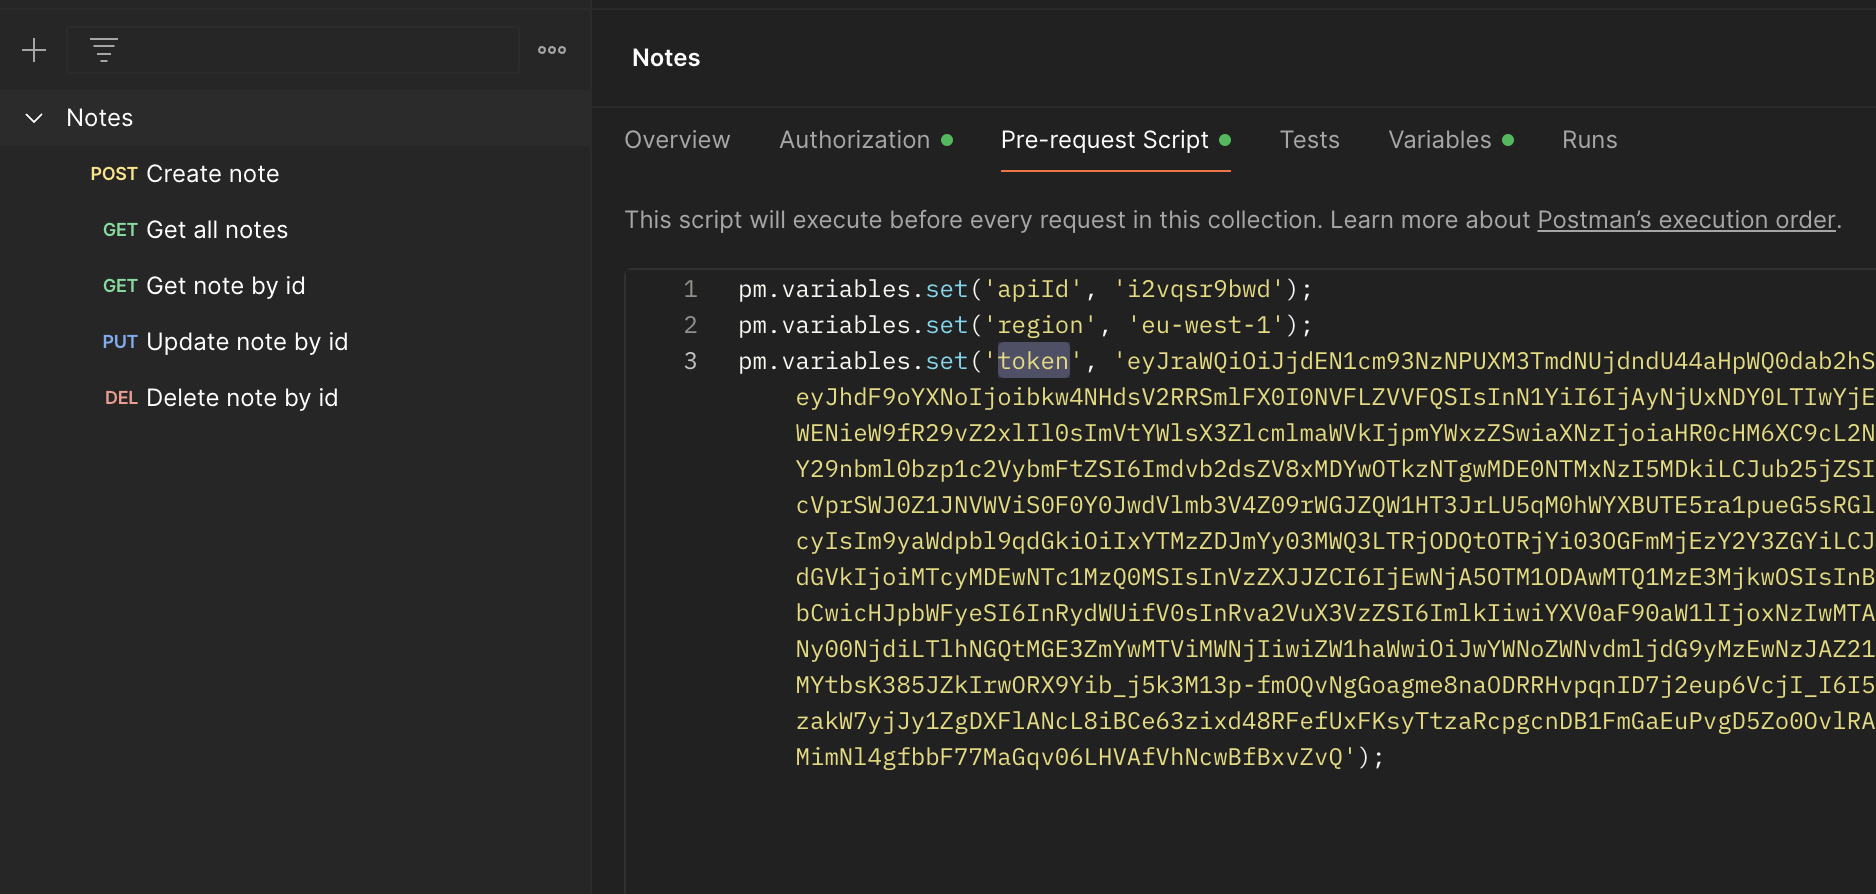 Notes
POST Create note
GET Get all notes
GET Get note by id
PUT Update note by id
DEL Delete note by id
Notes
Overview Authorization Pre-request Script Tests Variables Runs
This script will execute before every request in this collection. Learn more about Postman’s execution order.
1 pm.variables.set('apiId', 'i2vqsr9bwd');
2 pm.variables.set('region', 'eu-west-1');
3 pm.variables.set('token', 'eyJraWQiOiJjdEN1cm93NzNPUXM3TmdNUjdndU44aHpWQ0dab2hS
eyJhdF9oYXNoIjoibkw4NHdsV2RRSmlFX0I0NVFLZVVFQSIsInN1YiI6IjAyNjUxNDY0LTIwYjE
WENieW9fR29vZ2xlIl0sImVtYWlsX3ZlcmlmaWVkIjpmYWxzZSwiaXNzIjoiaHR0cHM6XC9cL2N
Y29nbml0bzp1c2VybmFtZSI6Imdvb2dsZV8xMDYwOTkzNTgwMDE0NTMxNzI5MDkiLCJub25jZSI
cVprSWJ0Z1JNVWViS0F0Y0JwdVlmb3V4Z09rWGJZQW1HT3JrLU5qM0hWYXBUTE5ra1pueG5sRGl
cyIsIm9yaWdpbl9qdGkiOiIxYTMzZDJmYy03MWQ3LTRjODQtOTRjYi03OGFmMjEzY2Y3ZGYiLCJ
dGVkIjoiMTcyMDEwNTc1MzQ0MSIsInVzZXJJZCI6IjEwNjA5OTM1ODAwMTQ1MzE3MjkwOSIsInB
bCwicHJpbWFyeSI6InRydWUifV0sInRva2VuX3VzZSI6ImlkIiwiYXV0aF90aW1lIjoxNzIwMTA
Ny00NjdiLTlhNGQtMGE3ZmYwMTViMWNjIiwiZW1haWwiOiJwYWNoZWNvdmljdG9yMzEwNzJAZ21
MYtbsK385JZkIrwORX9Yib_j5k3M13p-fmOQvNgGoagme8naODRRHvpqnID7j2eup6VcjI_I6I5
zakW7yjJy1ZgDXFlANcL8iBCe63zixd48RFefUxFKsyTtzaRcpgcnDB1FmGaEuPvgD5Zo0OvlRA
MimNl4gfbbF77MaGqv06LHVAfVhNcwBfBxvZvQ');